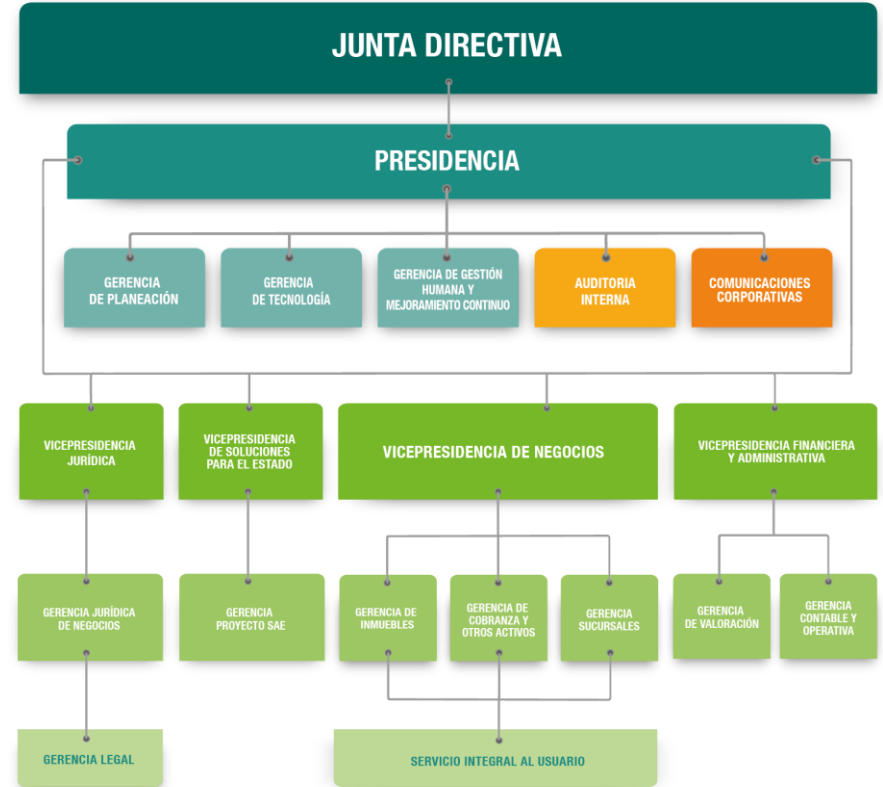 JUNTA DIRECTIVA
PRESIDENCIA
GERENCIA
DE PLANEACIÓN
GERENCIA
DE TECNOLOGÍA
GERENCIA DE GESTIÓN
HUMANA Y
MEJORAMIENTO CONTINUO
AUDITORIA
INTERNA
COMUNICACIONES
CORPORATIVAS
VICEPRESIDENCIA
JURÍDICA
VICEPRESIDENCIA
DE SOLUCIONES
PARA EL ESTADO
VICEPRESIDENCIA DE NEGOCIOS
VICEPRESIDENCIA FINANCIERA
Y ADMINISTRATIVA
GERENCIA JURÍDICA
DE NEGOCIOS
GERENCIA
PROYECTO SAE
GERENCIA DE
INMUEBLES
GERENCIA DE
COBRANZA Y
OTROS ACTIVOS
GERENCIA
SUCURSALES
GERENCIA
DE VALORACIÓN
GERENCIA
CONTABLE Y
OPERATIVA
GERENCIA LEGAL
SERVICIO INTEGRAL AL USUARIO